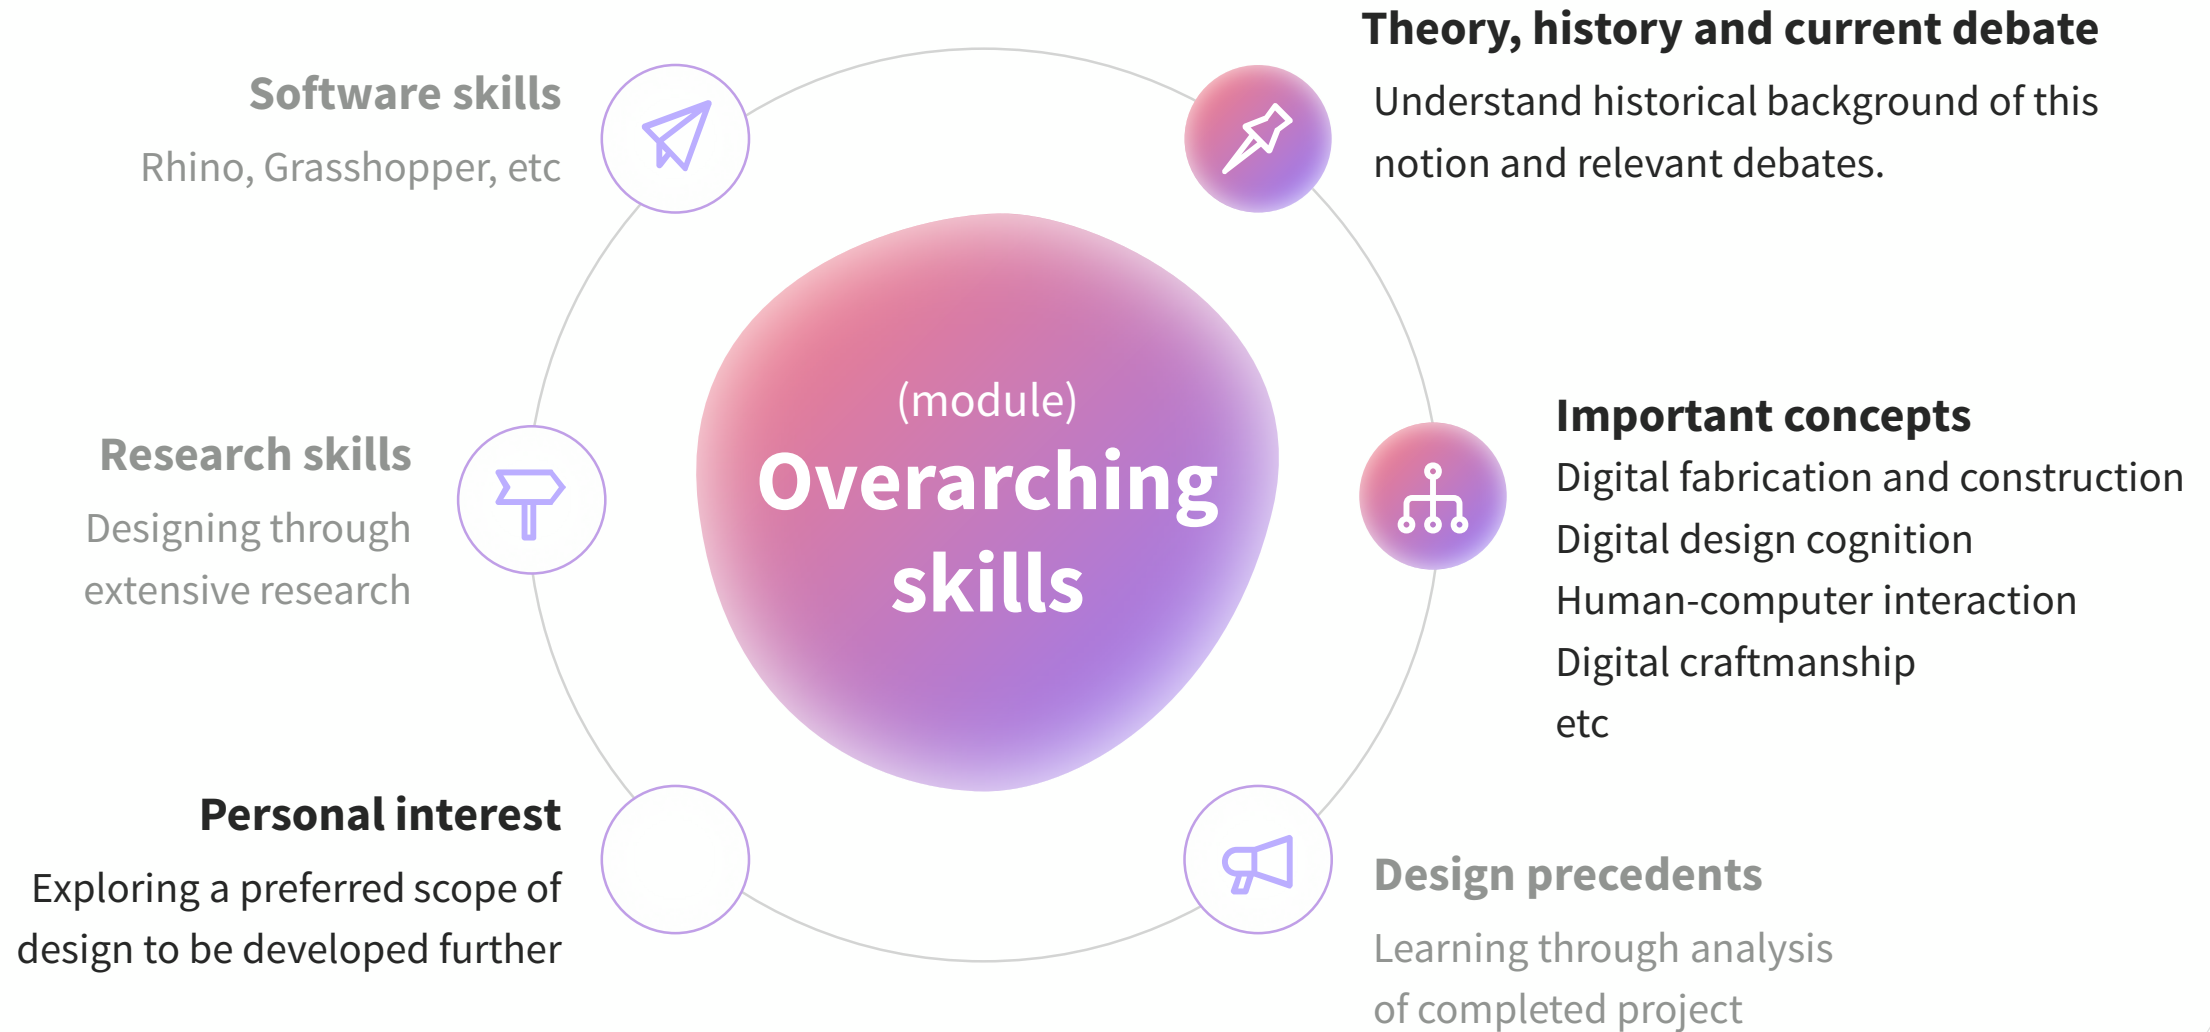 Theory, history and current debate
Understand historical background of this
notion and relevant debates.
Software skills
Rhino, Grasshopper, etc
(module)
Overarching
skills
Important concepts
Digital fabrication and construction
Digital design cognition
Human-computer interaction
Digital craftmanship
etc
Research skills
Designing through
extensive research
Personal interest
Exploring a preferred scope of
design to be developed further
Design precedents
Learning through analysis
of completed project